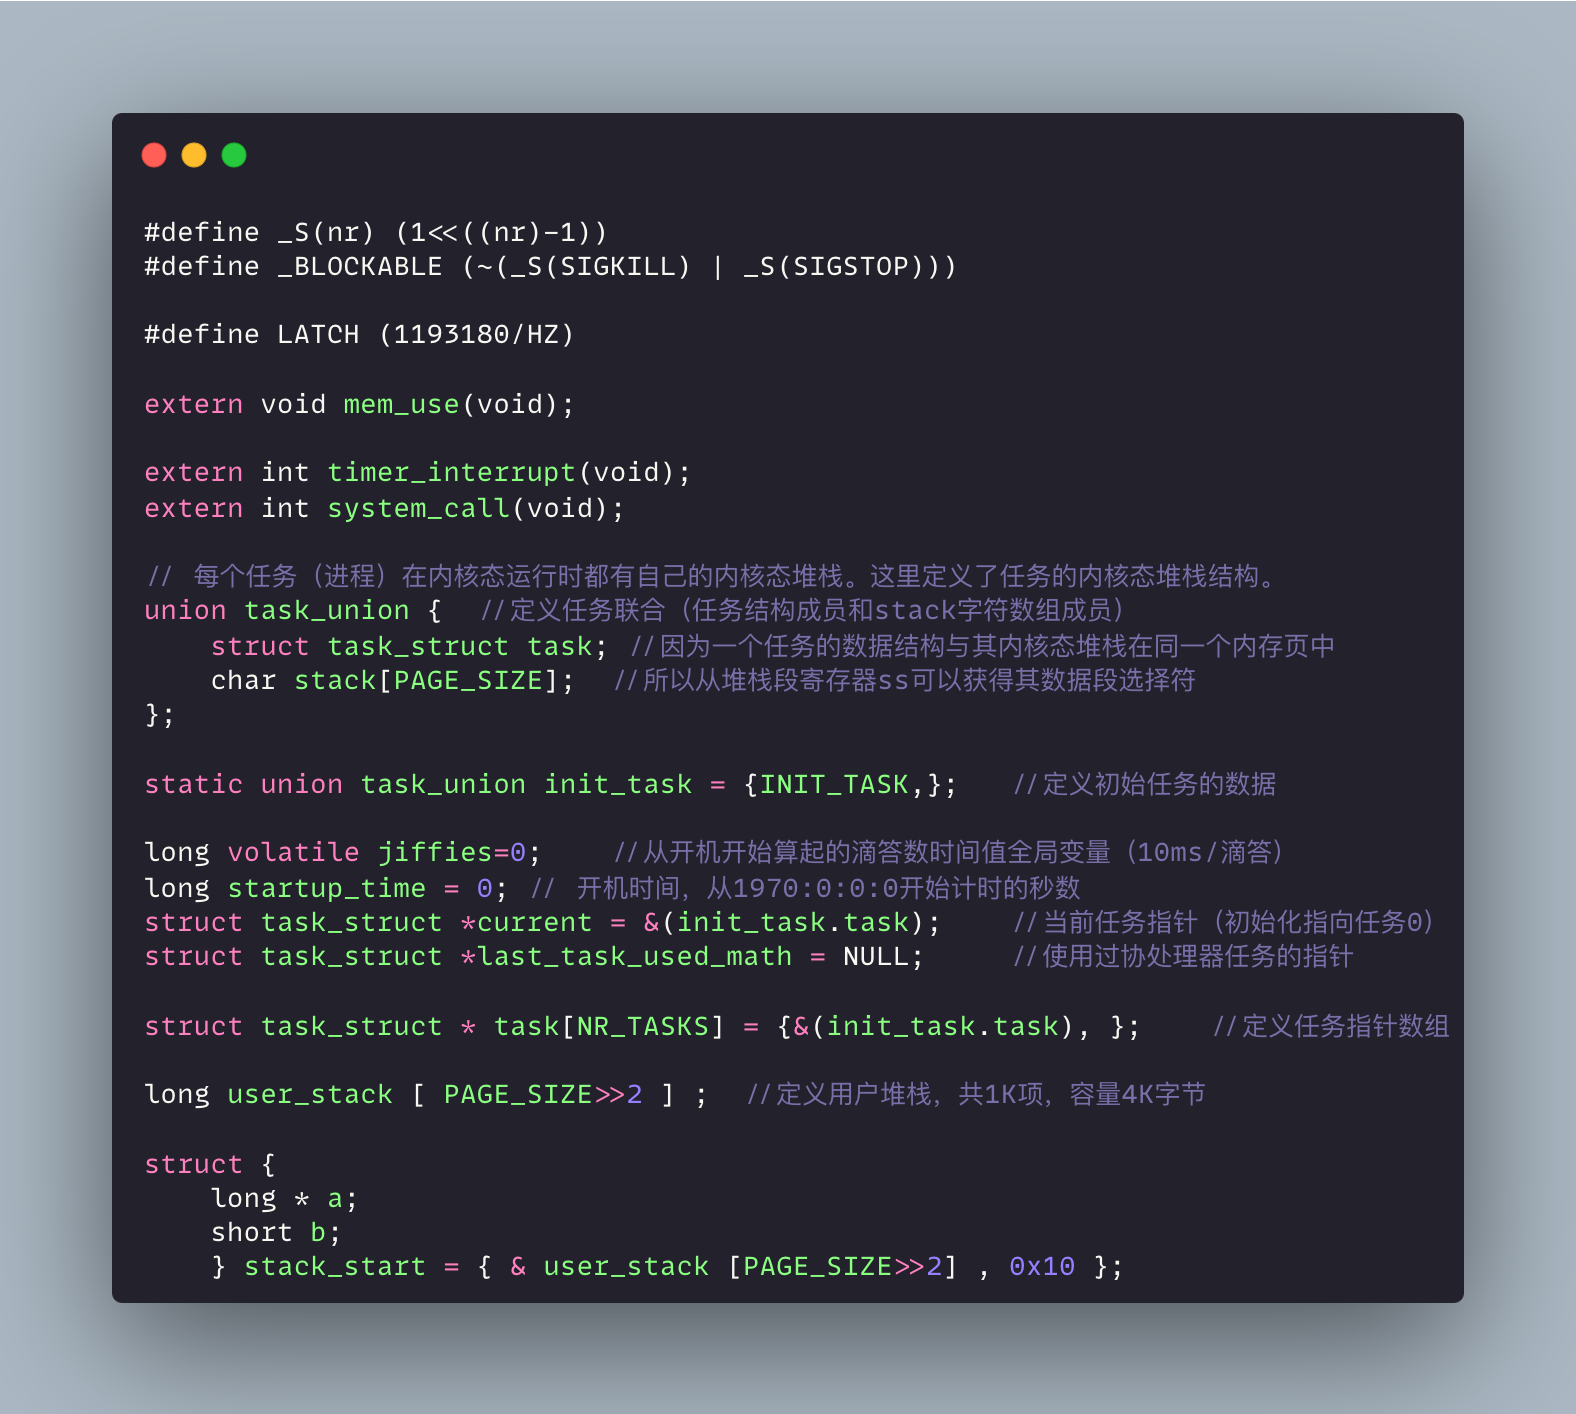 #define _S(nr) (1<<((nr)-1))
#define _BLOCKABLE (~(_S(SIGKILL) | _S(SIGSTOP)))
#define LATCH (1193180/HZ)
extern void mem_use(void);
extern int timer_interrupt(void);
extern int system_call(void);
// 每个任务（进程）在内核态运行时都有自己的内核态堆栈。这里定义了任务的内核态堆栈结构。
union task_union {  //定义任务联合（任务结构成员和stack字符数组成员）
    struct task_struct task; //因为一个任务的数据结构与其内核态堆栈在同一个内存页中
    char stack[PAGE_SIZE];  //所以从堆栈段寄存器ss可以获得其数据段选择符
};
static union task_union init_task = {INIT_TASK,};   //定义初始任务的数据
long volatile jiffies=0;    //从开机开始算起的滴答数时间值全局变量（10ms/滴答）
long startup_time = 0; // 开机时间，从1970:0:0:0开始计时的秒数
struct task_struct *current = &(init_task.task);    //当前任务指针（初始化指向任务0）
struct task_struct *last_task_used_math = NULL;     //使用过协处理器任务的指针
struct task_struct * task[NR_TASKS] = {&(init_task.task), };    //定义任务指针数组
long user_stack [ PAGE_SIZE>>2 ] ;  //定义用户堆栈，共1K项，容量4K字节
struct {
    long * a;
    short b;
    } stack_start = { & user_stack [PAGE_SIZE>>2] , 0x10 };